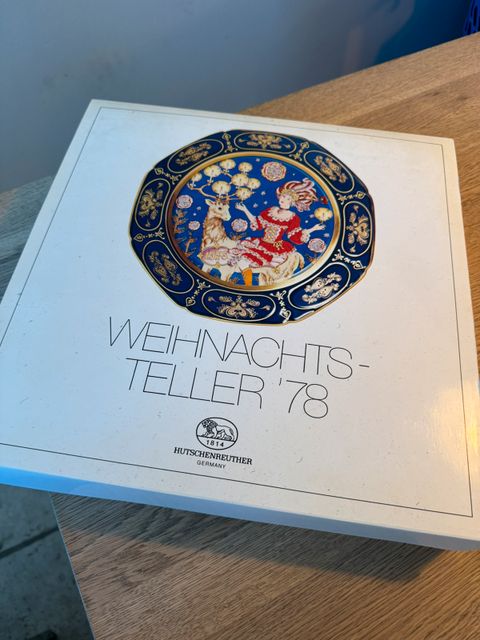 WEIHNACHTS-
TELLER '78
1814
HUTSCHENREUTHER
GERMANY